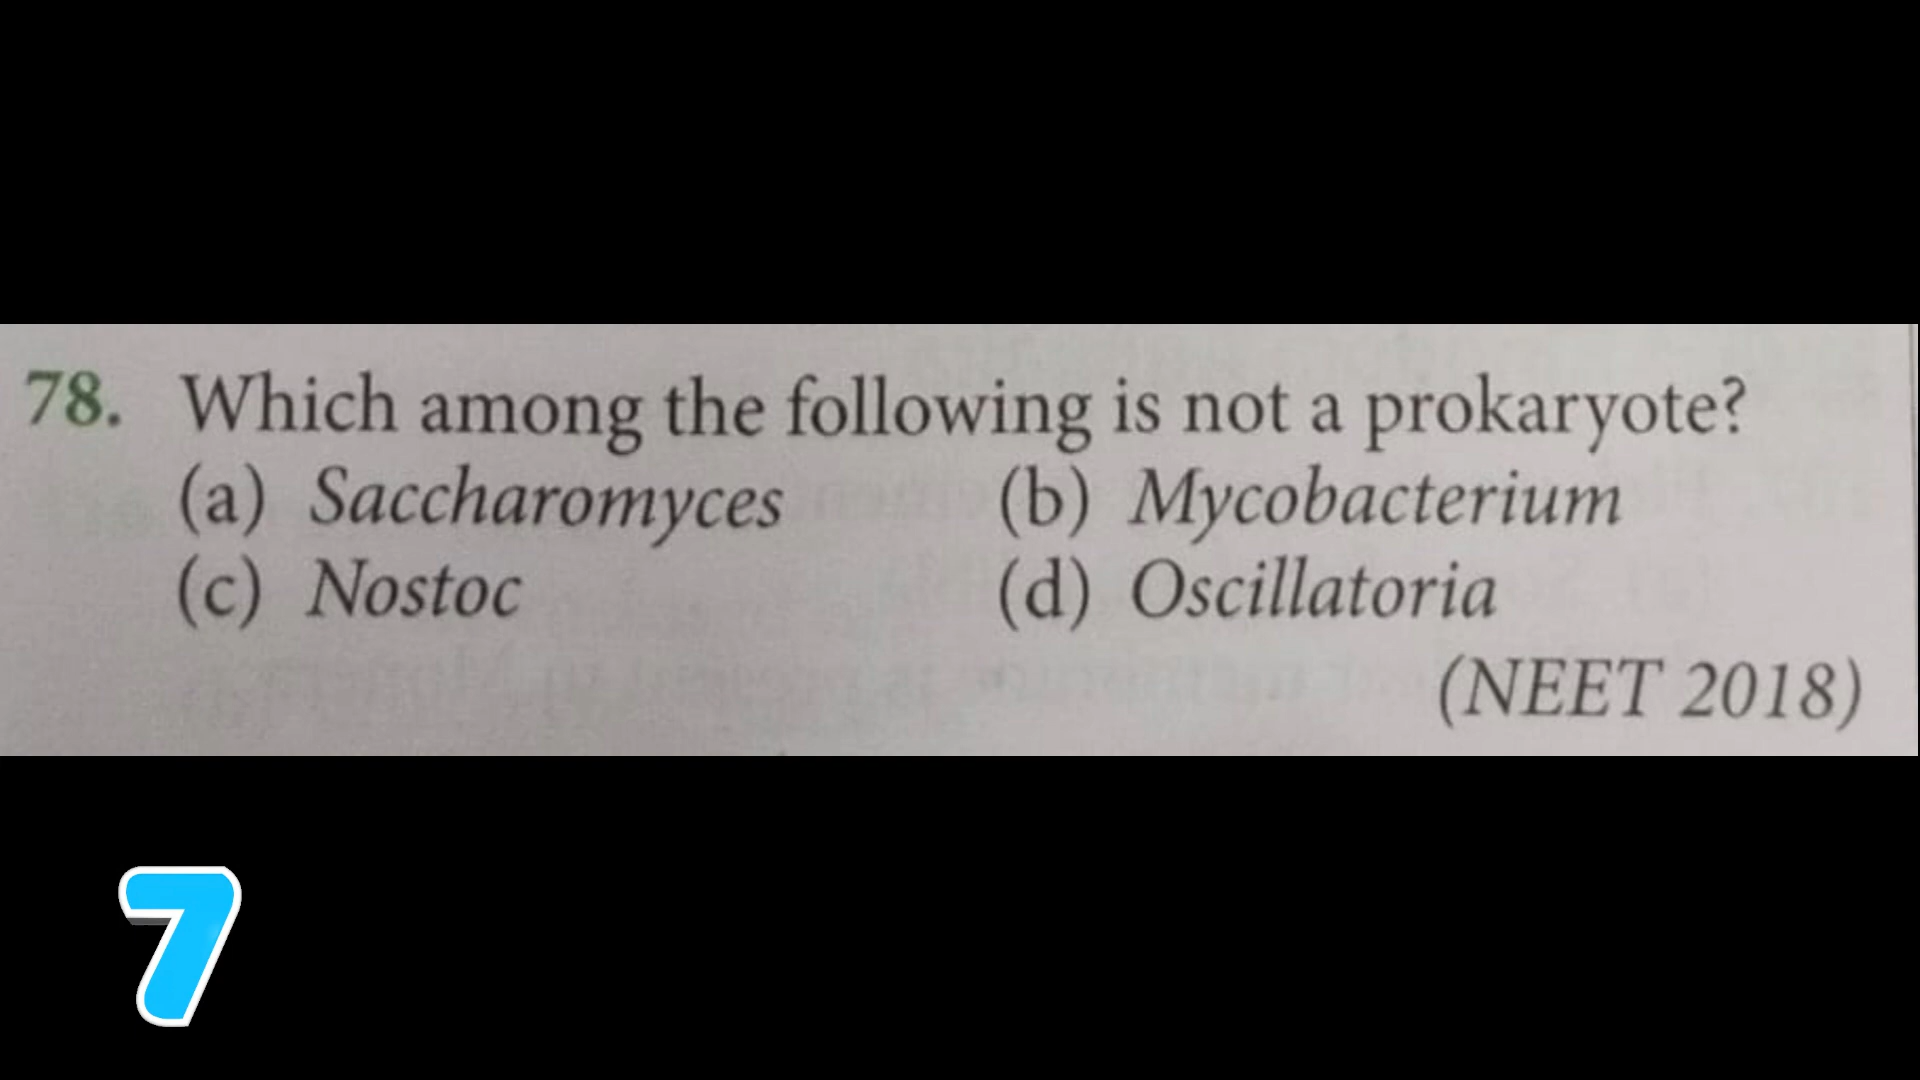 78. Which among the following is not a prokaryote?
(a) Saccharomyces (b) Mycobacterium
(c) Nostoc (d) Oscillatoria
(NEET 2018)
7